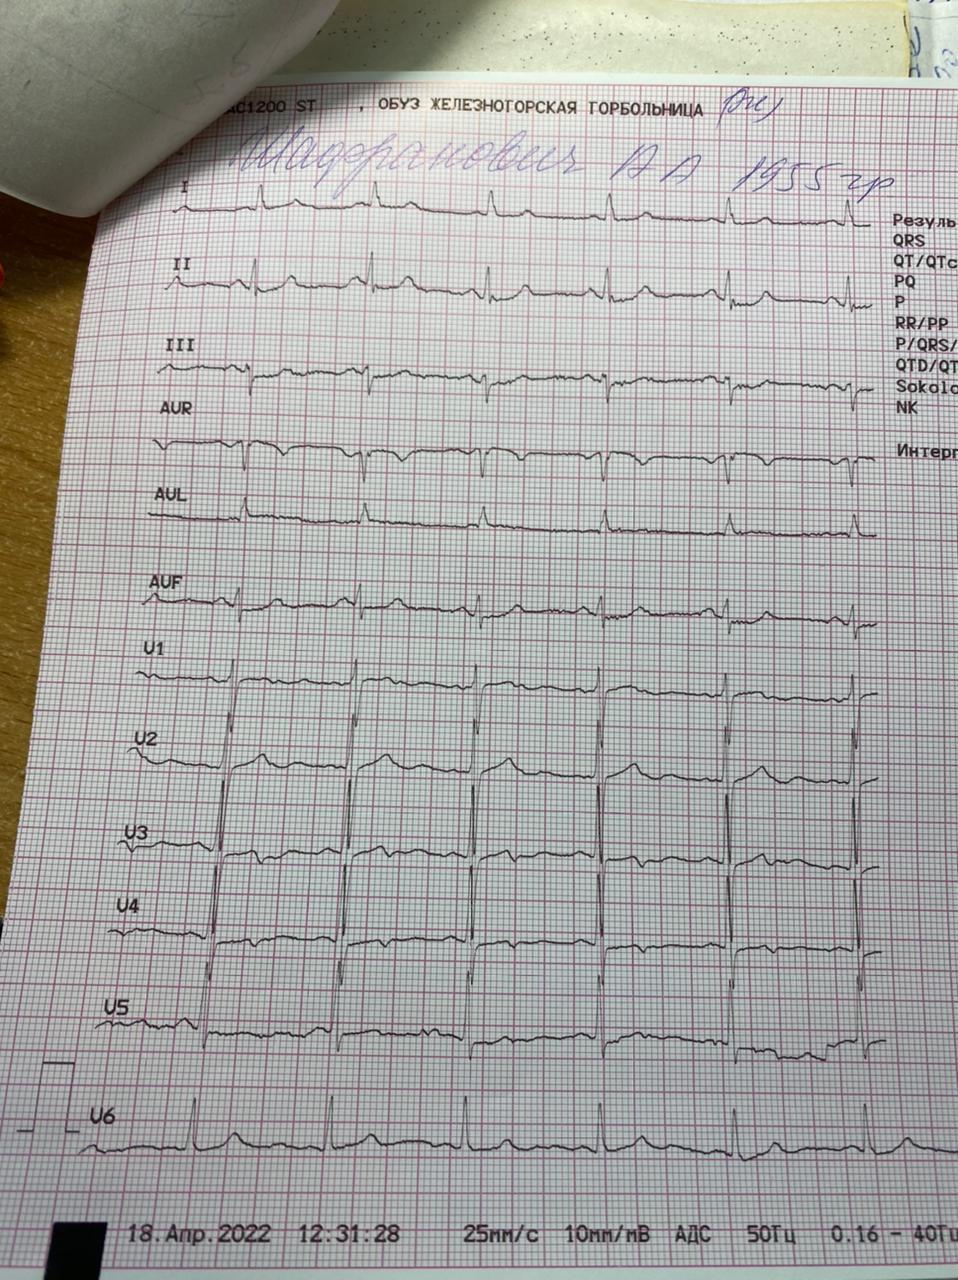 AC1200 ST , ОБУЗ ЖЕЛЕЗНОГОРСКАЯ ГОРБОЛЬНИЦА
Шафранович А А 1955 гр
I
II
III
AUR
AUL
AUF
U1
U2
U3
U4
U5
U6
Резуль
QRS
QT/QTc
PQ
P
RR/PP
P/QRS/
QTD/QT
Sokolo
NK
Интерп
18.Апр.2022 12:31:28 25мм/с 10мм/мВ АДС 50Гц 0.16 - 40Гц